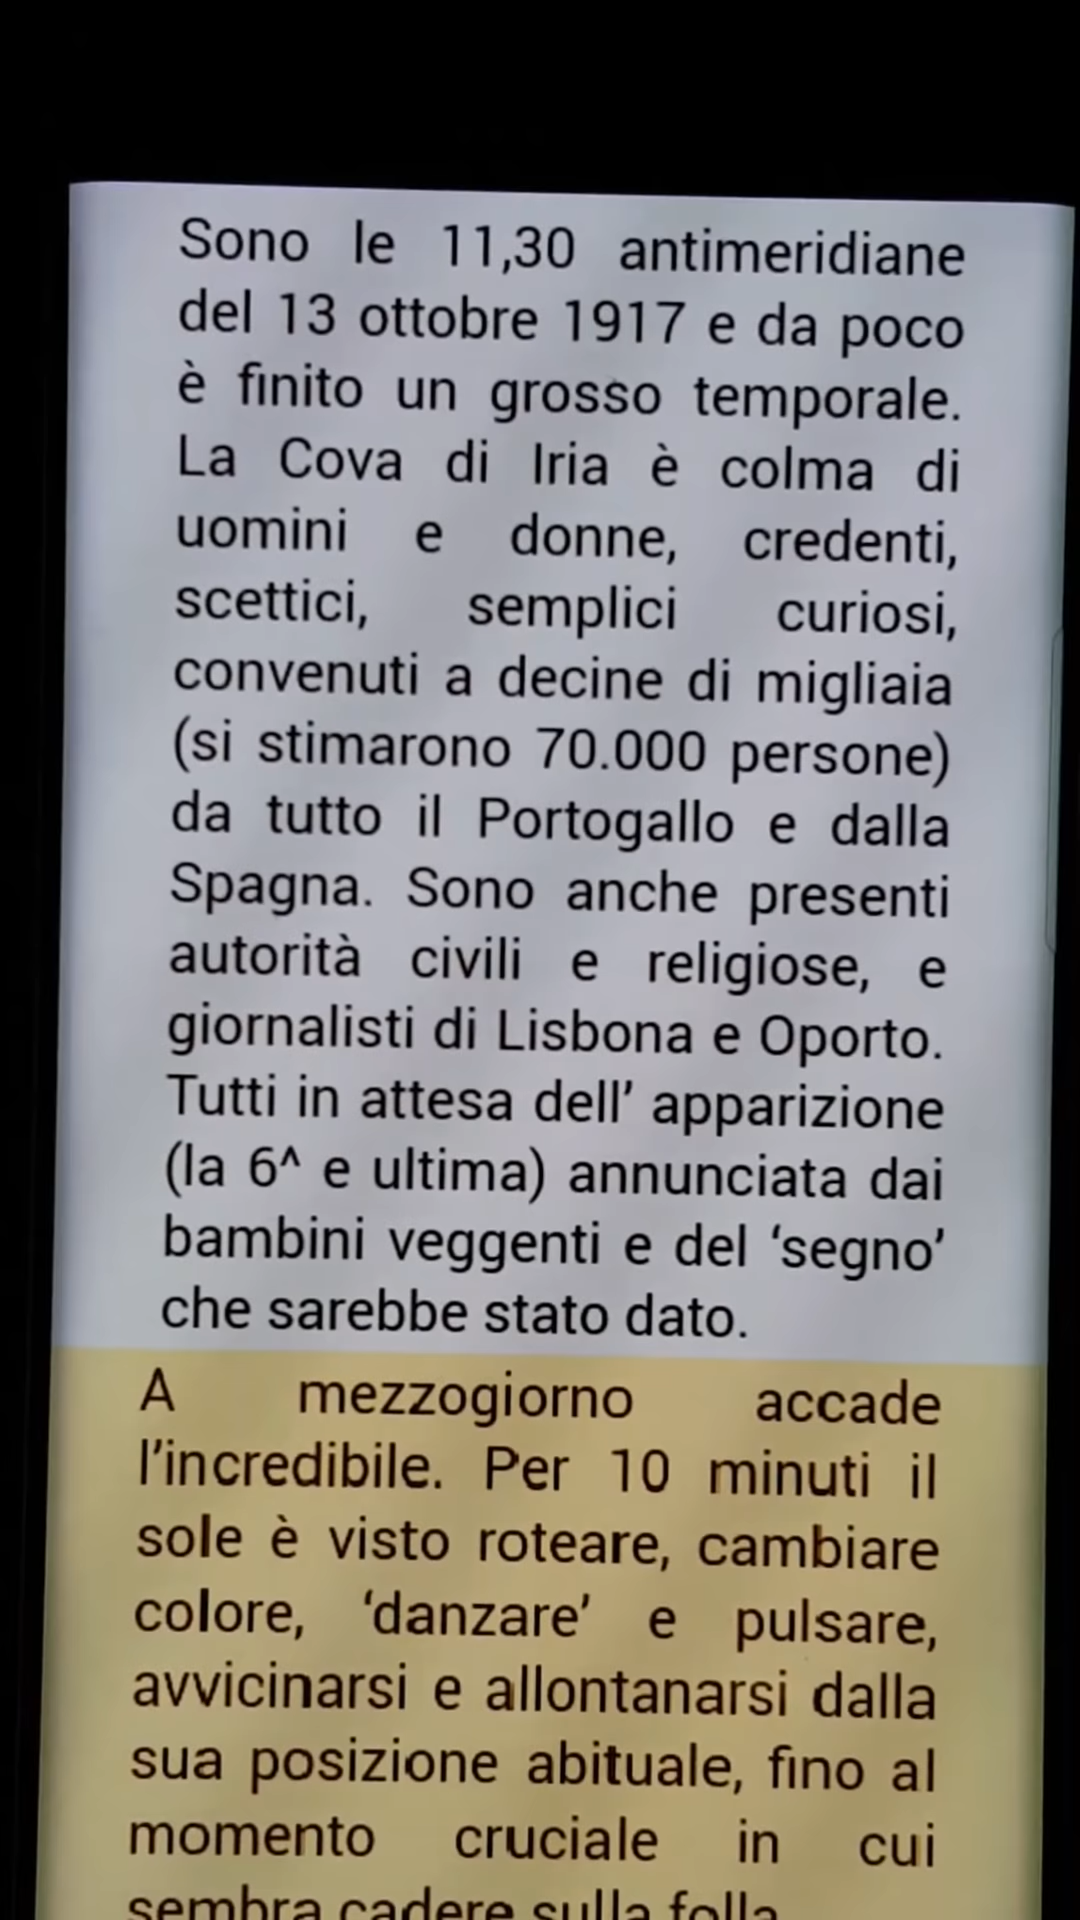 Sono le 11,30 antimeridiane
del 13 ottobre 1917 e da poco
è finito un grosso temporale.
La Cova di Iria è colma di
uomini e donne, credenti,
scettici, semplici curiosi,
convenuti a decine di migliaia
(si stimarono 70.000 persone)
da tutto il Portogallo e dalla
Spagna. Sono anche presenti
autorità civili e religiose, e
giornalisti di Lisbona e Oporto.
Tutti in attesa dell' apparizione
(la 6^ e ultima) annunciata dai
bambini veggenti e del ‘segno’
che sarebbe stato dato.
A mezzogiorno accade
l’incredibile. Per 10 minuti il
sole è visto roteare, cambiare
colore, ‘danzare’ e pulsare,
avvicinarsi e allontanarsi dalla
sua posizione abituale, fino al
momento cruciale in cui
sembra cadere sulla folla